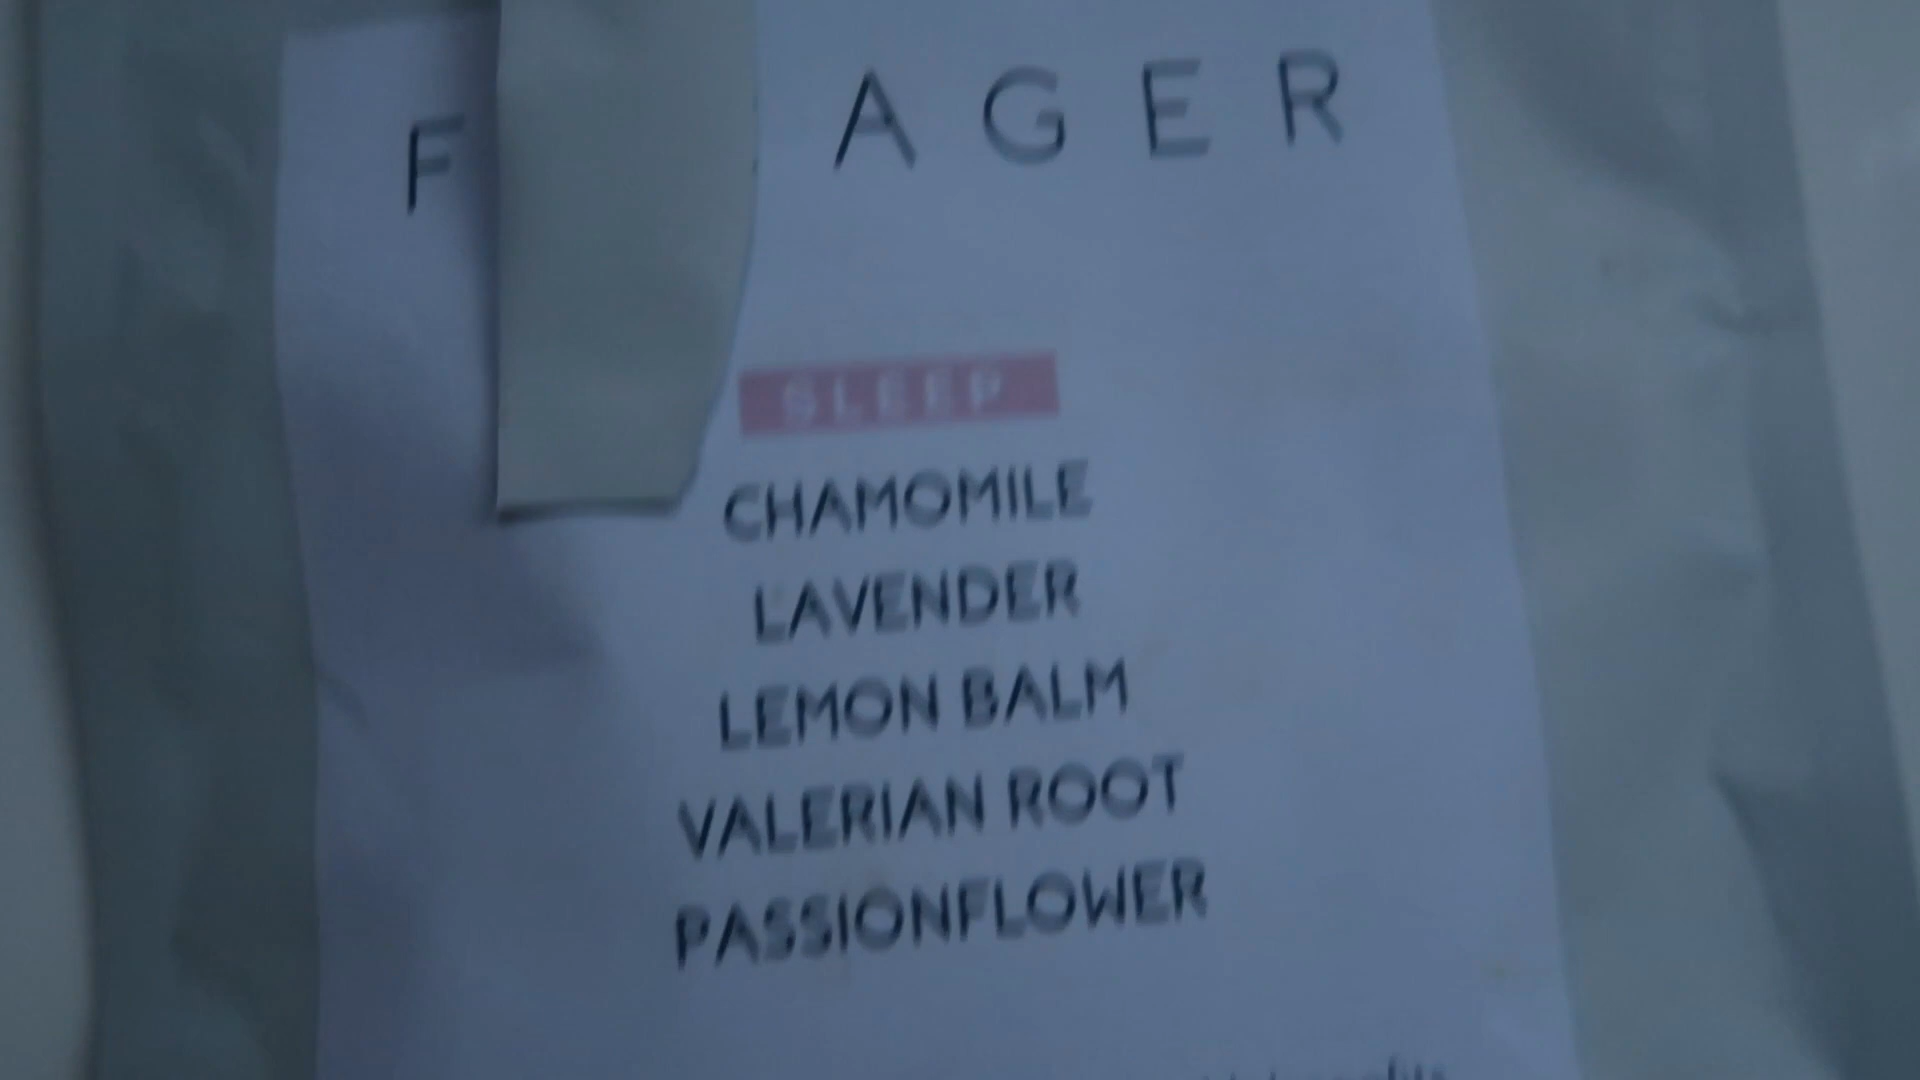 F AGER
SLEEP
CHAMOMILE
LAVENDER
LEMON BALM
VALERIAN ROOT
PASSIONFLOWER